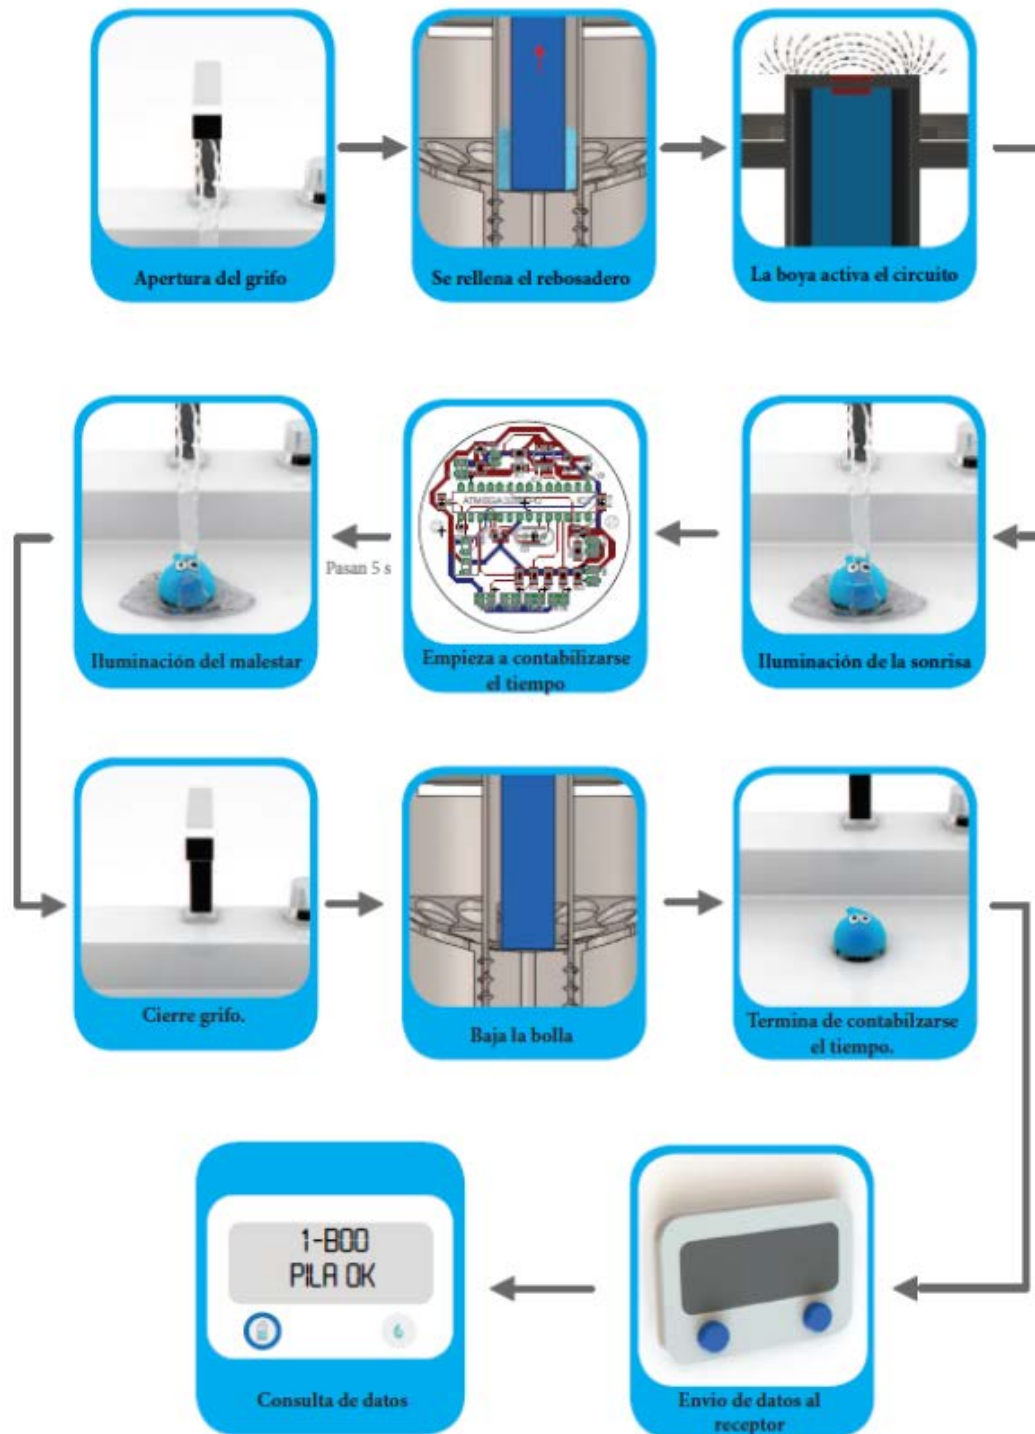 Apertura del grifo
Se rellena el rebosadero
La boya activa el circuito
Iluminación de la sonrisa
Empieza a contabilizarse
el tiempo
Pasan 5 s
Iluminación del malestar
Cierre grifo.
Baja la bolla
Termina de contabilzarse
el tiempo.
Envio de datos al
receptor
1-BOO
PILA OK
Consulta de datos